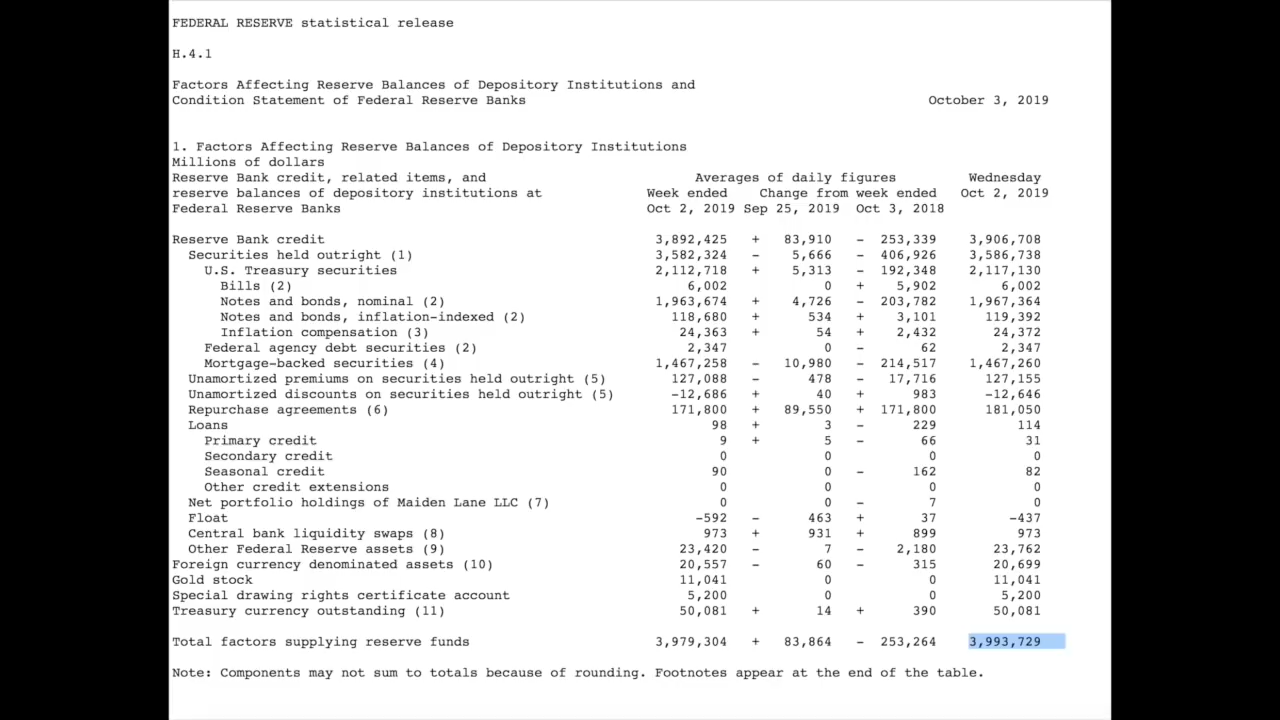 FEDERAL RESERVE statistical release
H.4.1
Factors Affecting Reserve Balances of Depository Institutions and
Condition Statement of Federal Reserve Banks October 3, 2019
1. Factors Affecting Reserve Balances of Depository Institutions
Millions of dollars
Reserve Bank credit, related items, and Averages of daily figures Wednesday
reserve balances of depository institutions at Week ended Change from week ended Oct 2, 2019
Federal Reserve Banks Oct 2, 2019 Sep 25, 2019 Oct 3, 2018
Reserve Bank credit 3,892,425 + 83,910 - 253,339 3,906,708
Securities held outright (1) 3,582,324 - 5,666 - 406,926 3,586,738
U.S. Treasury securities 2,112,718 + 5,313 - 192,348 2,117,130
Bills (2) 6,002 0 + 5,902 6,002
Notes and bonds, nominal (2) 1,963,674 + 4,726 - 203,782 1,967,364
Notes and bonds, inflation-indexed (2) 118,680 + 534 + 3,101 119,392
Inflation compensation (3) 24,363 + 54 + 2,432 24,372
Federal agency debt securities (2) 2,347 0 - 62 2,347
Mortgage-backed securities (4) 1,467,258 - 10,980 - 214,517 1,467,260
Unamortized premiums on securities held outright (5) 127,088 - 478 - 17,716 127,155
Unamortized discounts on securities held outright (5) -12,686 + 40 + 983 -12,646
Repurchase agreements (6) 171,800 + 89,550 + 171,800 181,050
Loans 98 + 3 - 229 114
Primary credit 9 + 5 - 66 31
Secondary credit 0 0 0 0
Seasonal credit 90 0 - 162 82
Other credit extensions 0 0 0 0
Net portfolio holdings of Maiden Lane LLC (7) 0 0 - 7 0
Float -592 - 463 + 37 -437
Central bank liquidity swaps (8) 973 + 931 + 899 973
Other Federal Reserve assets (9) 23,420 - 7 - 2,180 23,762
Foreign currency denominated assets (10) 20,557 - 60 - 315 20,699
Gold stock 11,041 0 0 11,041
Special drawing rights certificate account 5,200 0 0 5,200
Treasury currency outstanding (11) 50,081 + 14 + 390 50,081
Total factors supplying reserve funds 3,979,304 + 83,864 - 253,264 3,993,729
Note: Components may not sum to totals because of rounding. Footnotes appear at the end of the table.